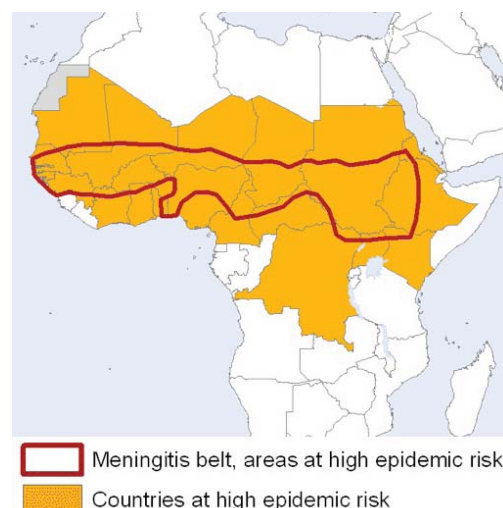 Meningitis belt, areas at high epidemic risk
Countries at high epidemic risk